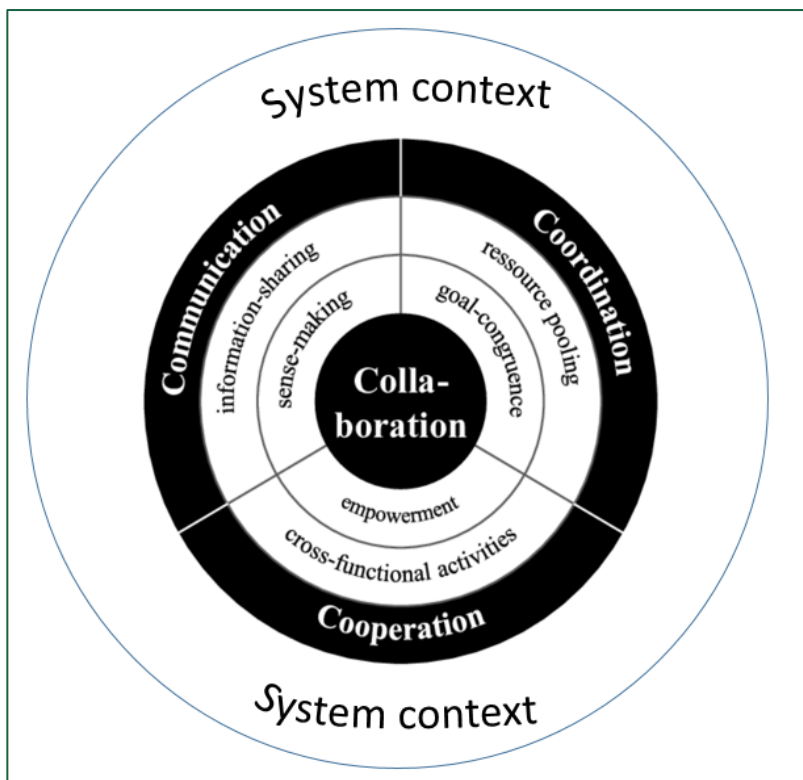 System context
Communication
Coordination
information-sharing
ressource pooling
sense-making
goal-congruence
Colla-
boration
empowerment
cross-functional activities
Cooperation
System context